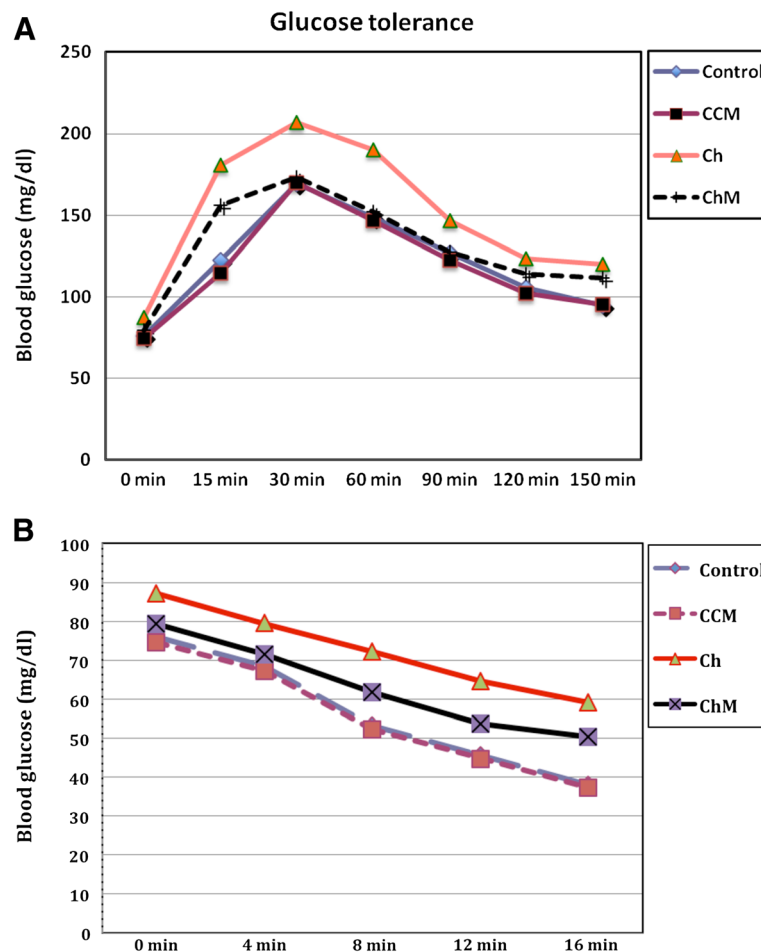 A
Glucose tolerance
Blood glucose (mg/dl)
250
200
150
100
50
0
0 min 15 min 30 min 60 min 90 min 120 min 150 min
Control
CCM
Ch
ChM
B
Blood glucose (mg/dl)
100
90
80
70
60
50
40
30
20
10
0
0 min 4 min 8 min 12 min 16 min
Control
CCM
Ch
ChM